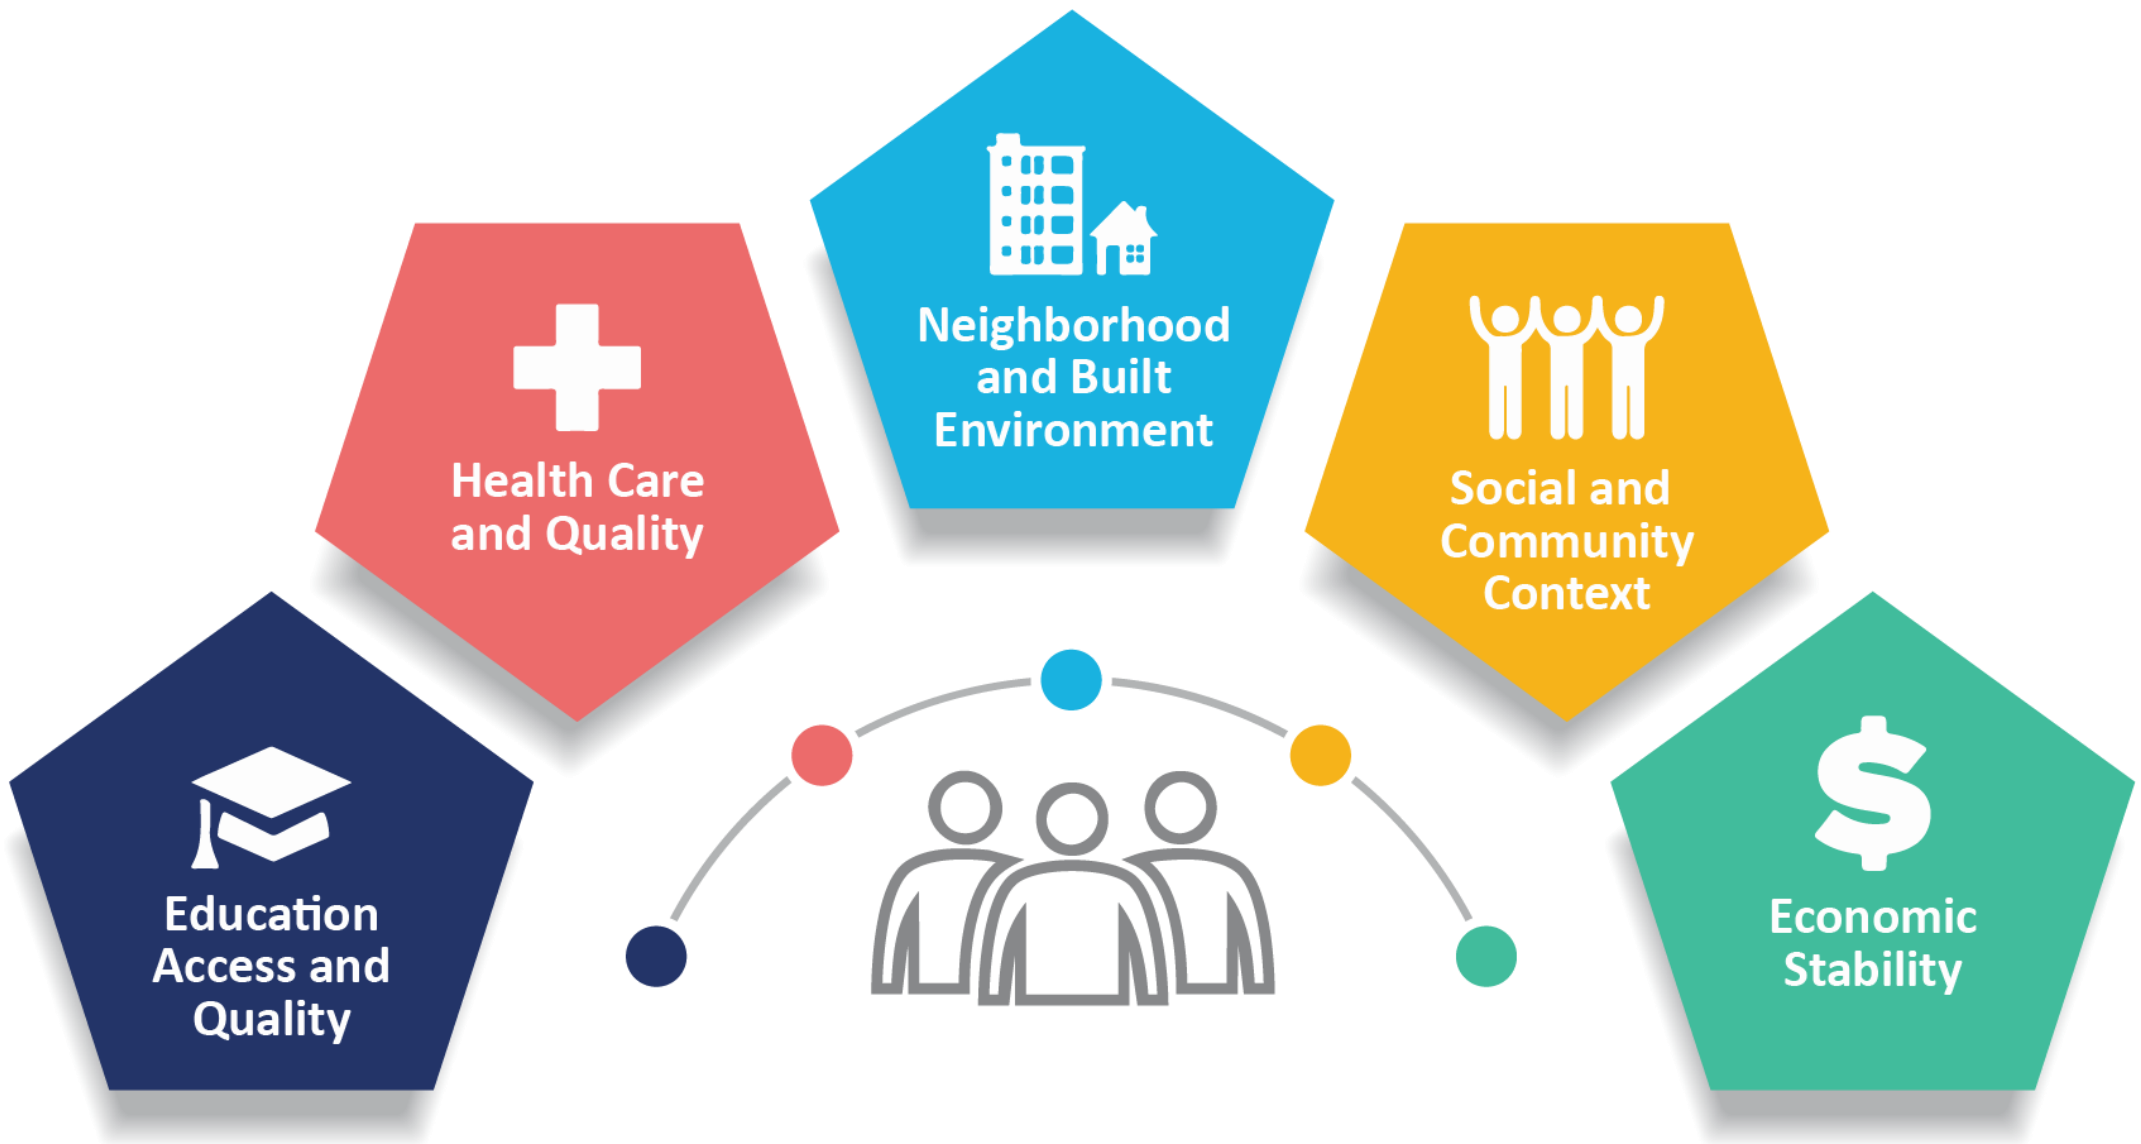 Education
Access and
Quality
Health Care
and Quality
Neighborhood
and Built
Environment
Social and
Community
Context
Economic
Stability